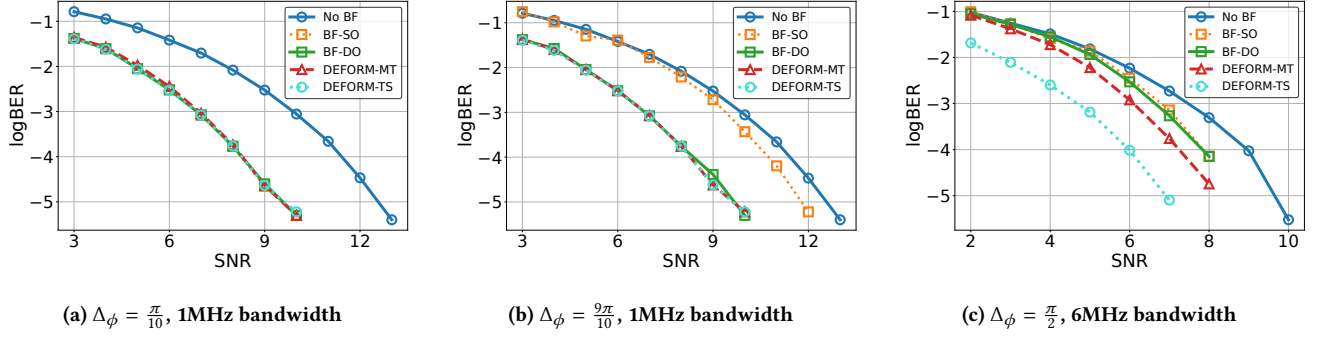 logBER
−1
−2
−3
−4
−5
3
6
9
12
SNR
No BF
BF-SO
BF-DO
DEFORM-MT
DEFORM-TS
(a) Δϕ = π/10, 1MHz bandwidth
logBER
−1
−2
−3
−4
−5
3
6
9
12
SNR
No BF
BF-SO
BF-DO
DEFORM-MT
DEFORM-TS
(b) Δϕ = 9π/10, 1MHz bandwidth
logBER
−1
−2
−3
−4
−5
2
4
6
8
10
SNR
No BF
BF-SO
BF-DO
DEFORM-MT
DEFORM-TS
(c) Δϕ = π/2, 6MHz bandwidth